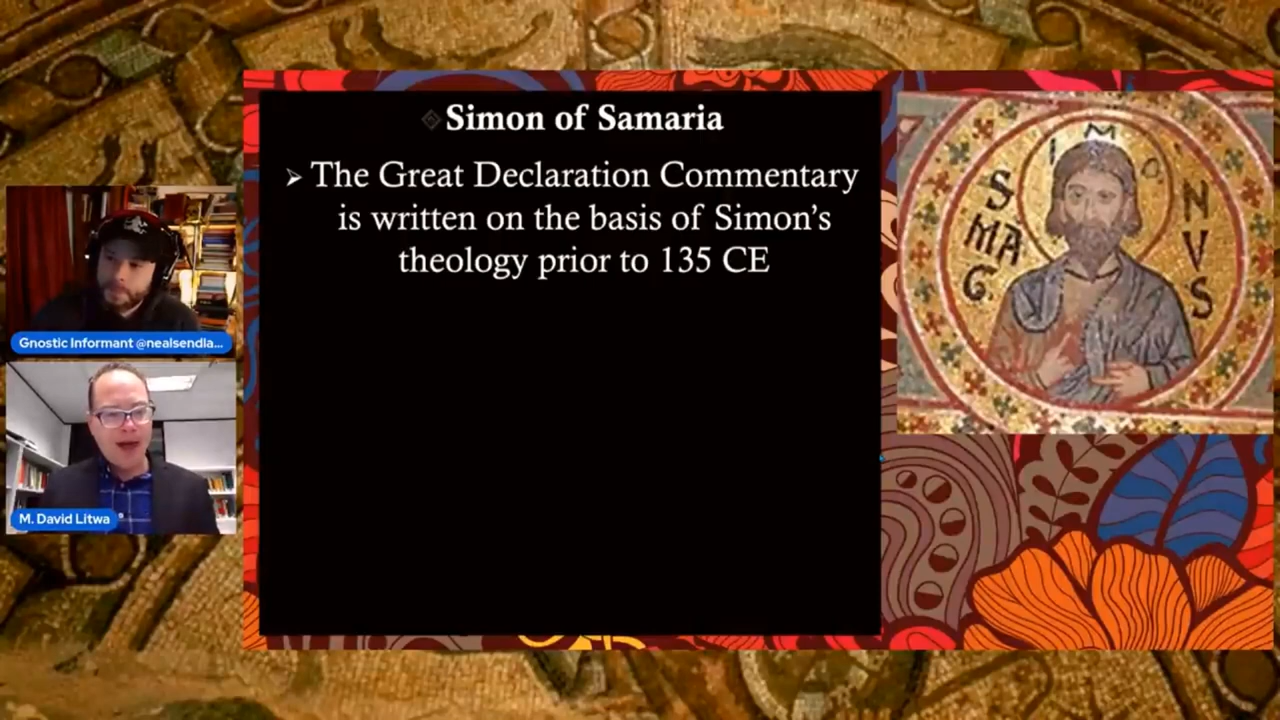 Simon of Samaria
➢ The Great Declaration Commentary
is written on the basis of Simon’s
theology prior to 135 CE
S
MA
G
I M O
N
V
S
Gnostic Informant @nealsendla...
M. David Litwa